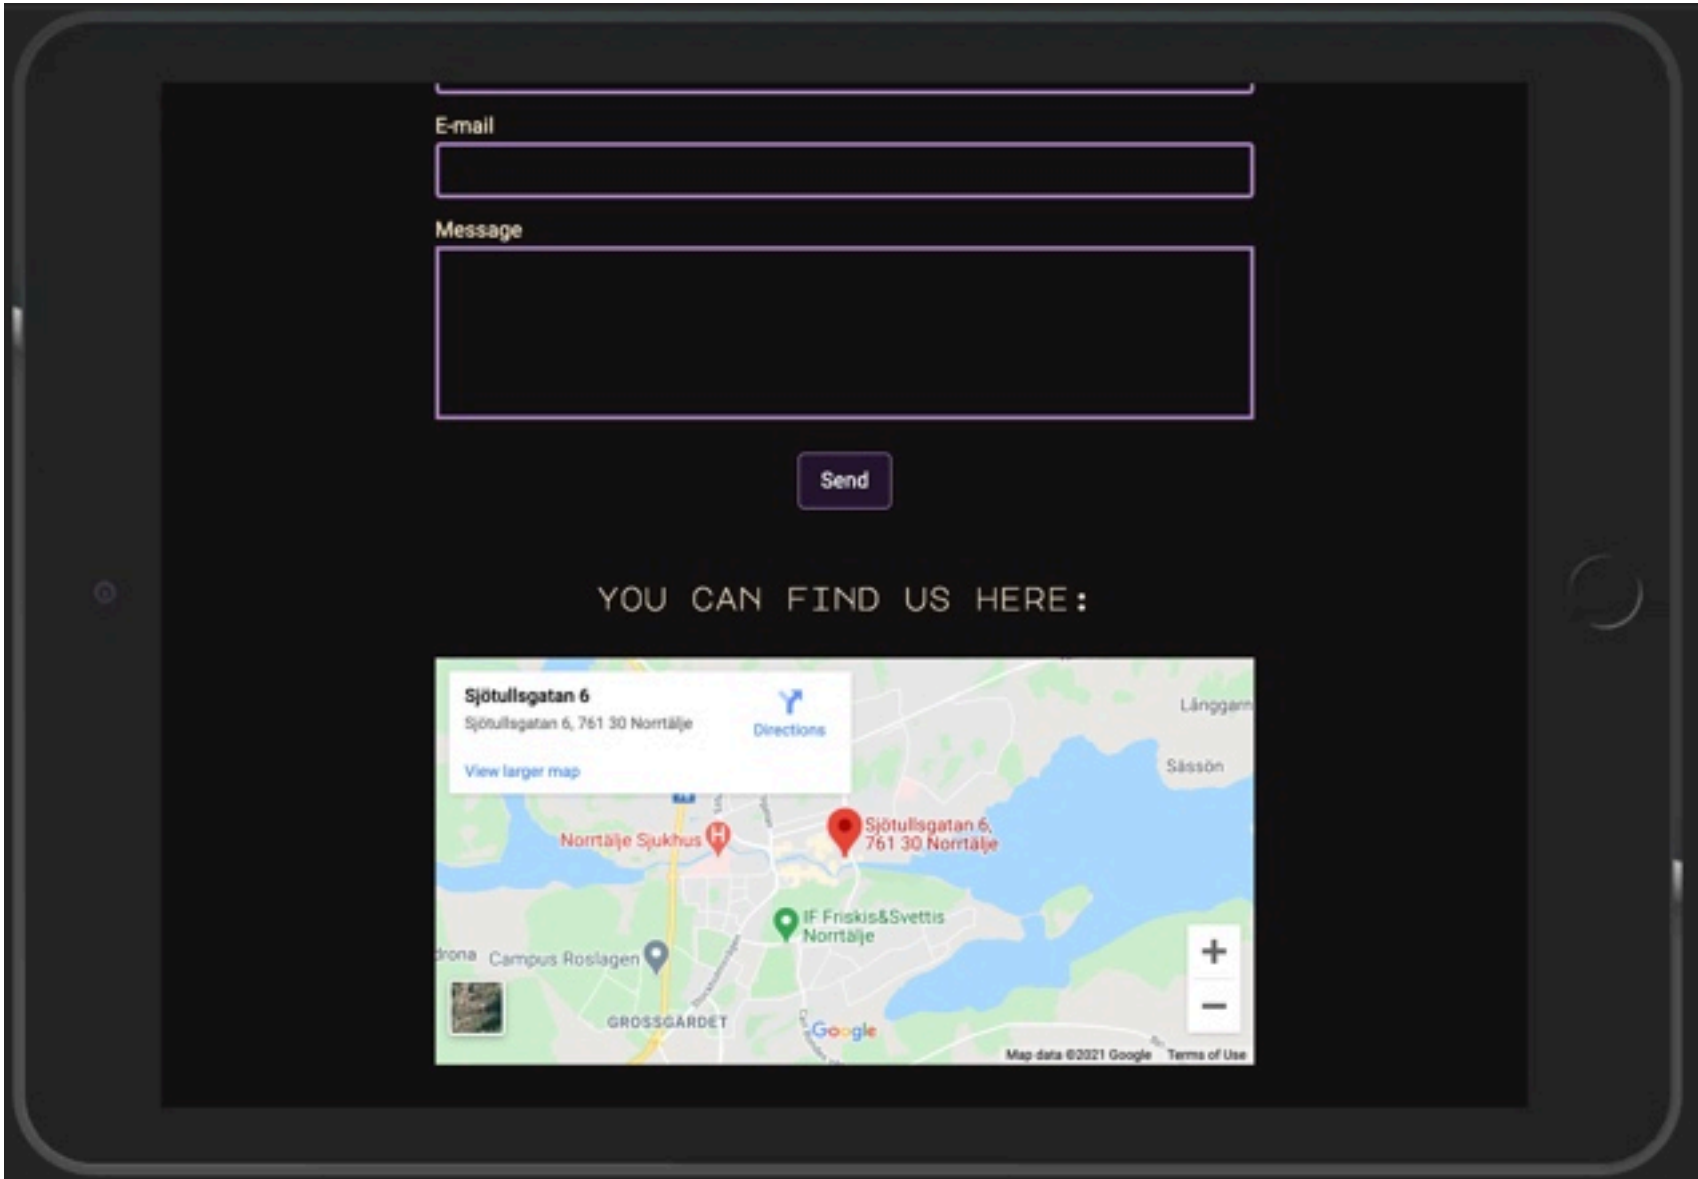 E-mail
Message
Send
YOU CAN FIND US HERE:
Sjötullsgatan 6
Sjötullsgatan 6, 761 30 Norrtälje
Directions
View larger map
Långgarn
Sässön
Norrtälje Sjukhus
H
Sjötullsgatan 6,
761 30 Norrtälje
IF Friskis&Svettis
Norrtälje
drona
Campus Roslagen
Stockholmsvägen
GROSSGÄRDET
Google
Map data ©2021 Google
Terms of Use